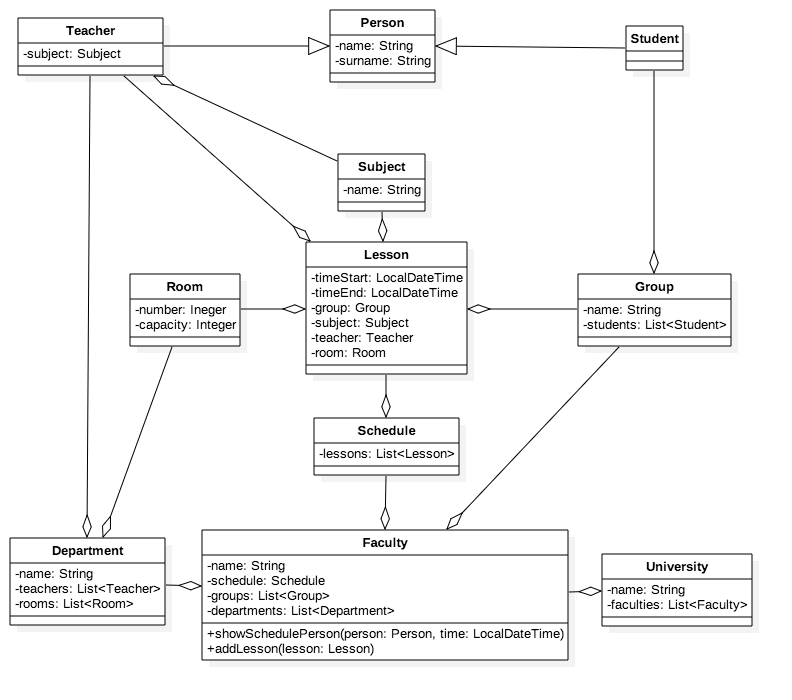 Teacher
-subject: Subject
Person
-name: String
-surname: String
Student
Subject
-name: String
Lesson
-timeStart: LocalDateTime
-timeEnd: LocalDateTime
-group: Group
-subject: Subject
-teacher: Teacher
-room: Room
Room
-number: Ineger
-capacity: Integer
Group
-name: String
-students: List<Student>
Schedule
-lessons: List<Lesson>
Department
-name: String
-teachers: List<Teacher>
-rooms: List<Room>
Faculty
-name: String
-schedule: Schedule
-groups: List<Group>
-departments: List<Department>
+showSchedulePerson(person: Person, time: LocalDateTime)
+addLesson(lesson: Lesson)
University
-name: String
-faculties: List<Faculty>